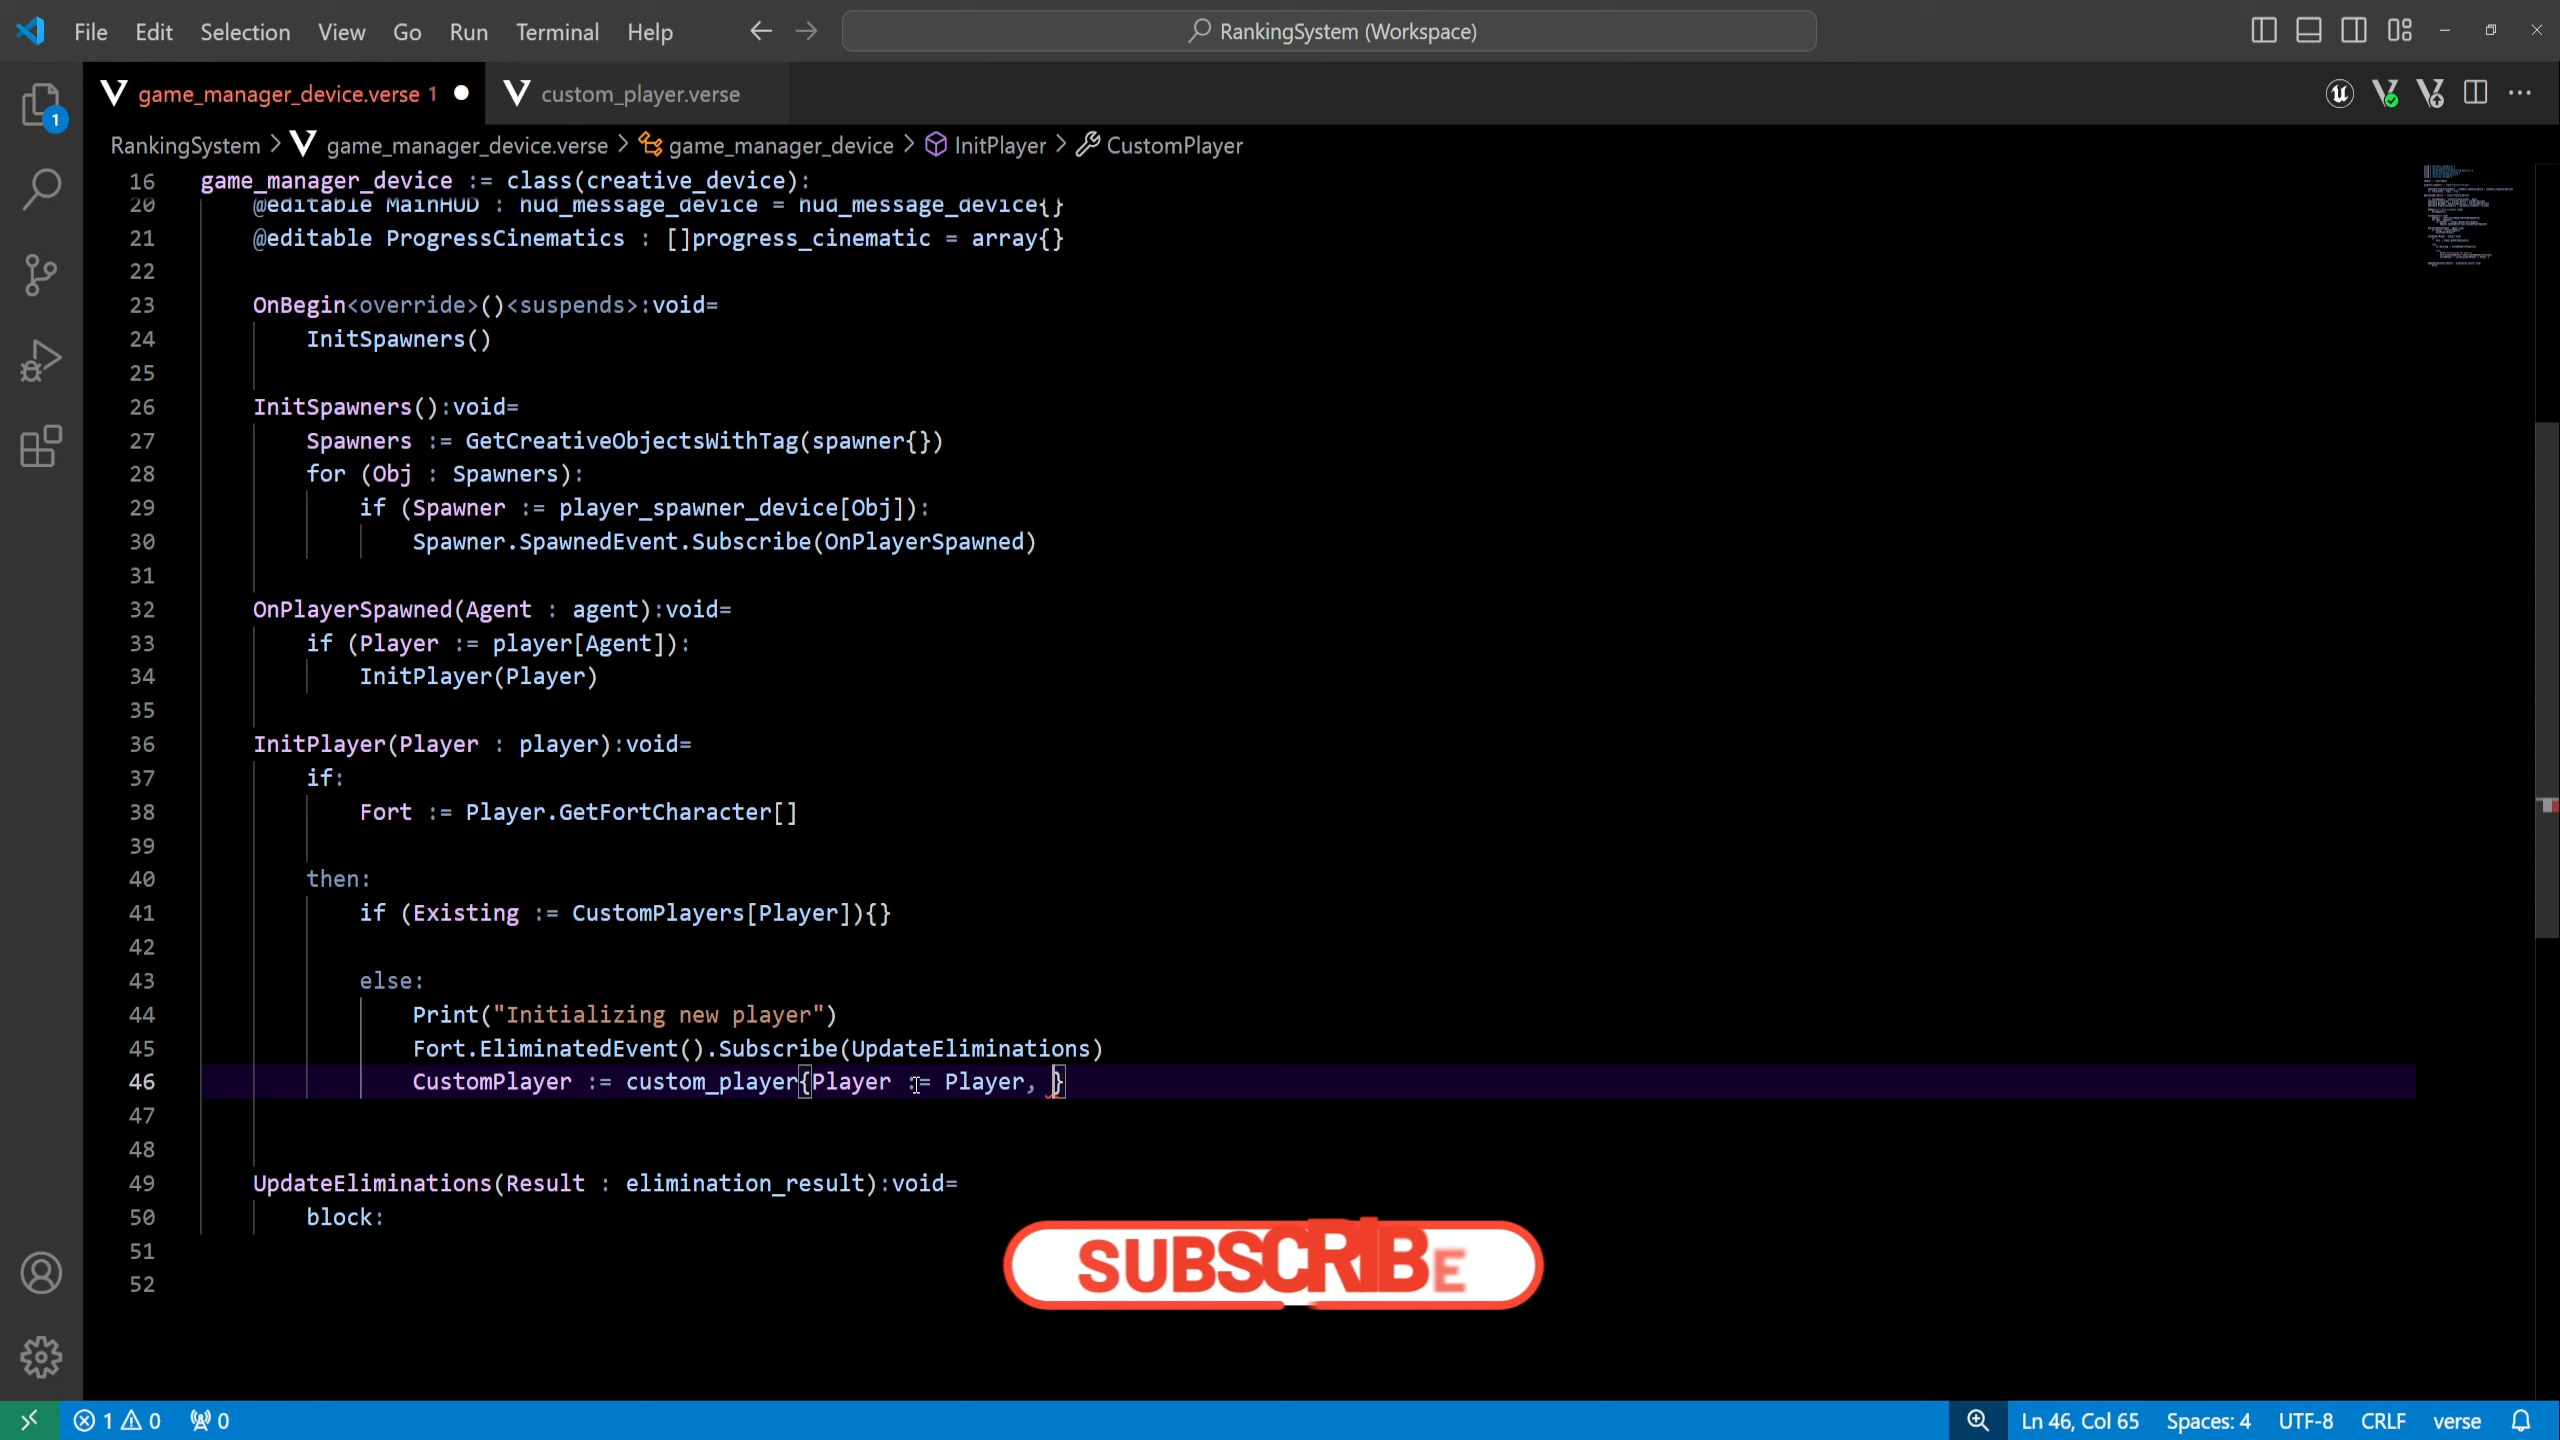 File Edit Selection View Go Run Terminal Help
RankingSystem (Workspace)
game_manager_device.verse 1
custom_player.verse
RankingSystem > game_manager_device.verse > game_manager_device > InitPlayer > CustomPlayer
16 game_manager_device := class(creative_device):
20 @editable MainHUD : hud_message_device = hud_message_device{}
21 @editable ProgressCinematics : []progress_cinematic = array{}
22
23 OnBegin<override>()<suspends>:void=
24 InitSpawners()
25
26 InitSpawners():void=
27 Spawners := GetCreativeObjectsWithTag(spawner{})
28 for (Obj : Spawners):
29 if (Spawner := player_spawner_device[Obj]):
30 Spawner.SpawnedEvent.Subscribe(OnPlayerSpawned)
31
32 OnPlayerSpawned(Agent : agent):void=
33 if (Player := player[Agent]):
34 InitPlayer(Player)
35
36 InitPlayer(Player : player):void=
37 if:
38 Fort := Player.GetFortCharacter[]
39
40 then:
41 if (Existing := CustomPlayers[Player]){}
42
43 else:
44 Print("Initializing new player")
45 Fort.EliminatedEvent().Subscribe(UpdateEliminations)
46 CustomPlayer := custom_player{Player := Player, }
47
48
49 UpdateEliminations(Result : elimination_result):void=
50 block:
51
52
SUBSCRIBE
1 0 0
Ln 46, Col 65 Spaces: 4 UTF-8 CRLF verse
1